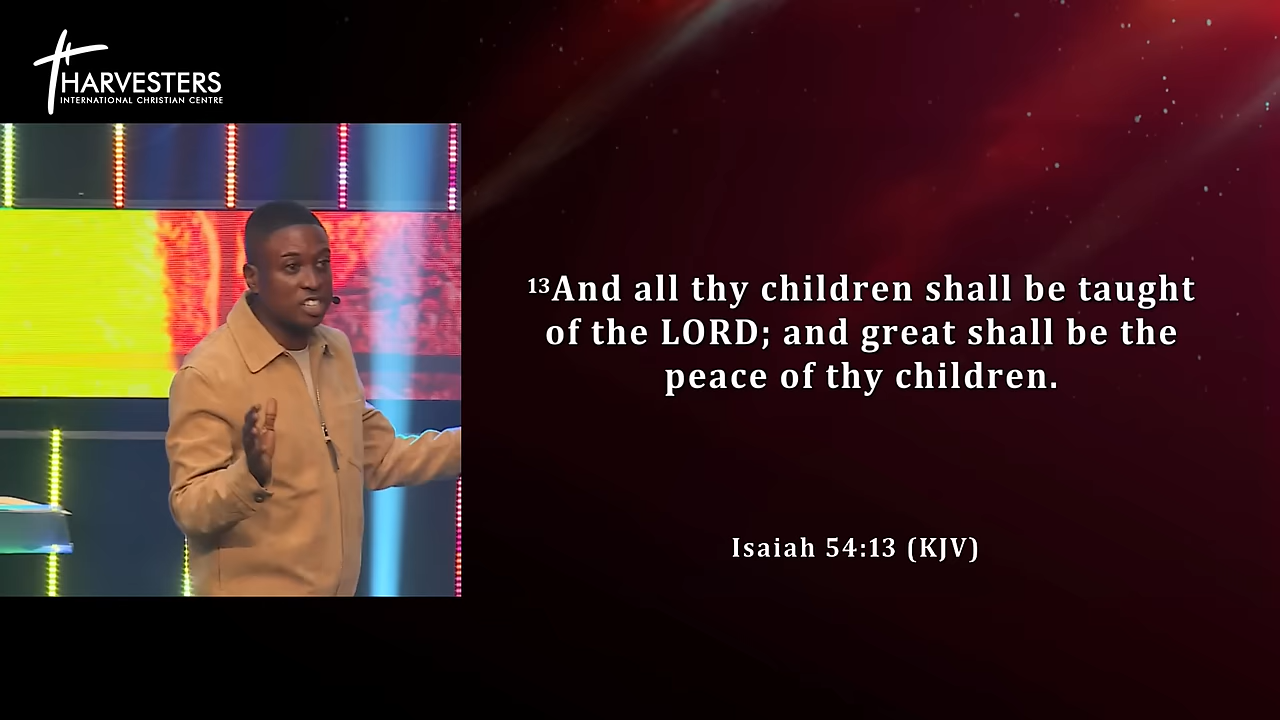 HARVESTERS
INTERNATIONAL CHRISTIAN CENTRE
¹³And all thy children shall be taught
of the LORD; and great shall be the
peace of thy children.
Isaiah 54:13 (KJV)